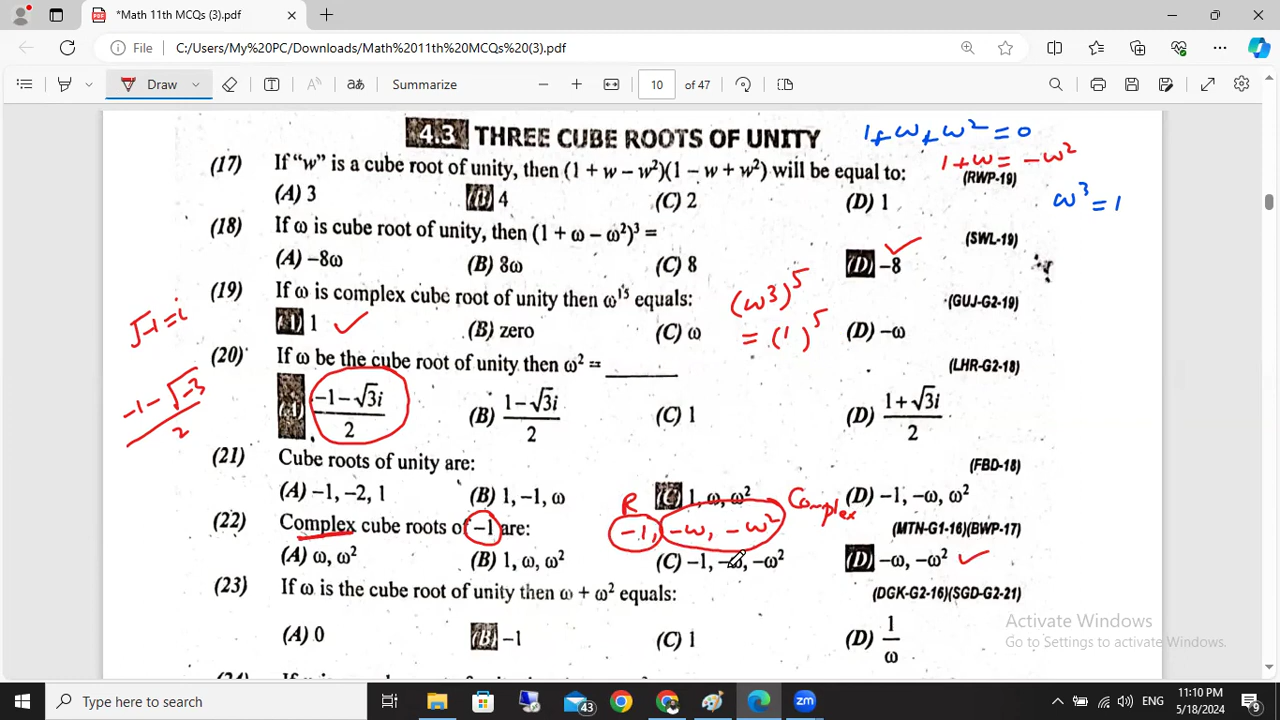 *Math 11th MCQs (3).pdf
File C:/Users/My%20PC/Downloads/Math%2011th%20MCQs%20(3).pdf
Draw aあ Summarize 10 of 47
4.3 THREE CUBE ROOTS OF UNITY
1+ω+ω²=0
1+ω=-ω²
ω³=1
(17) If “w” is a cube root of unity, then (1 + w – w²)(1 – w + w²) will be equal to: (RWP-19)
(A) 3 (B) 4 (C) 2 (D) 1
(18) If ω is cube root of unity, then (1 + ω – ω²)³ = (SWL-19)
(A) –8ω (B) 8ω (C) 8 (D) –8
(19) If ω is complex cube root of unity then ω¹⁵ equals: (GUJ-G2-19)
(ω³)⁵
= (1)⁵
1 (B) zero (C) ω (D) –ω
√-1=i
(20) If ω be the cube root of unity then ω² = ________ (LHR-G2-18)
-1-√-3/2
(A) –1–√3i/2 (B) 1–√3i/2 (C) 1 (D) 1+√3i/2
(21) Cube roots of unity are: (FBD-18)
(A) –1, –2, 1 (B) 1, –1, ω (C) 1, ω, ω² (D) –1, –ω, ω²
R Complex
-1, -ω, -ω²
(22) Complex cube roots of –1 are: (MTN-G1-16)(BWP-17)
(A) ω, ω² (B) 1, ω, ω² (C) –1, –ω, –ω² (D) –ω, –ω²
(23) If ω is the cube root of unity then ω + ω² equals: (DGK-G2-16)(SGD-G2-21)
(A) 0 (B) –1 (C) 1 (D) 1/ω
Activate Windows
Go to Settings to activate Windows.
Type here to search 43 zm ENG 11:10 PM 5/18/2024 9